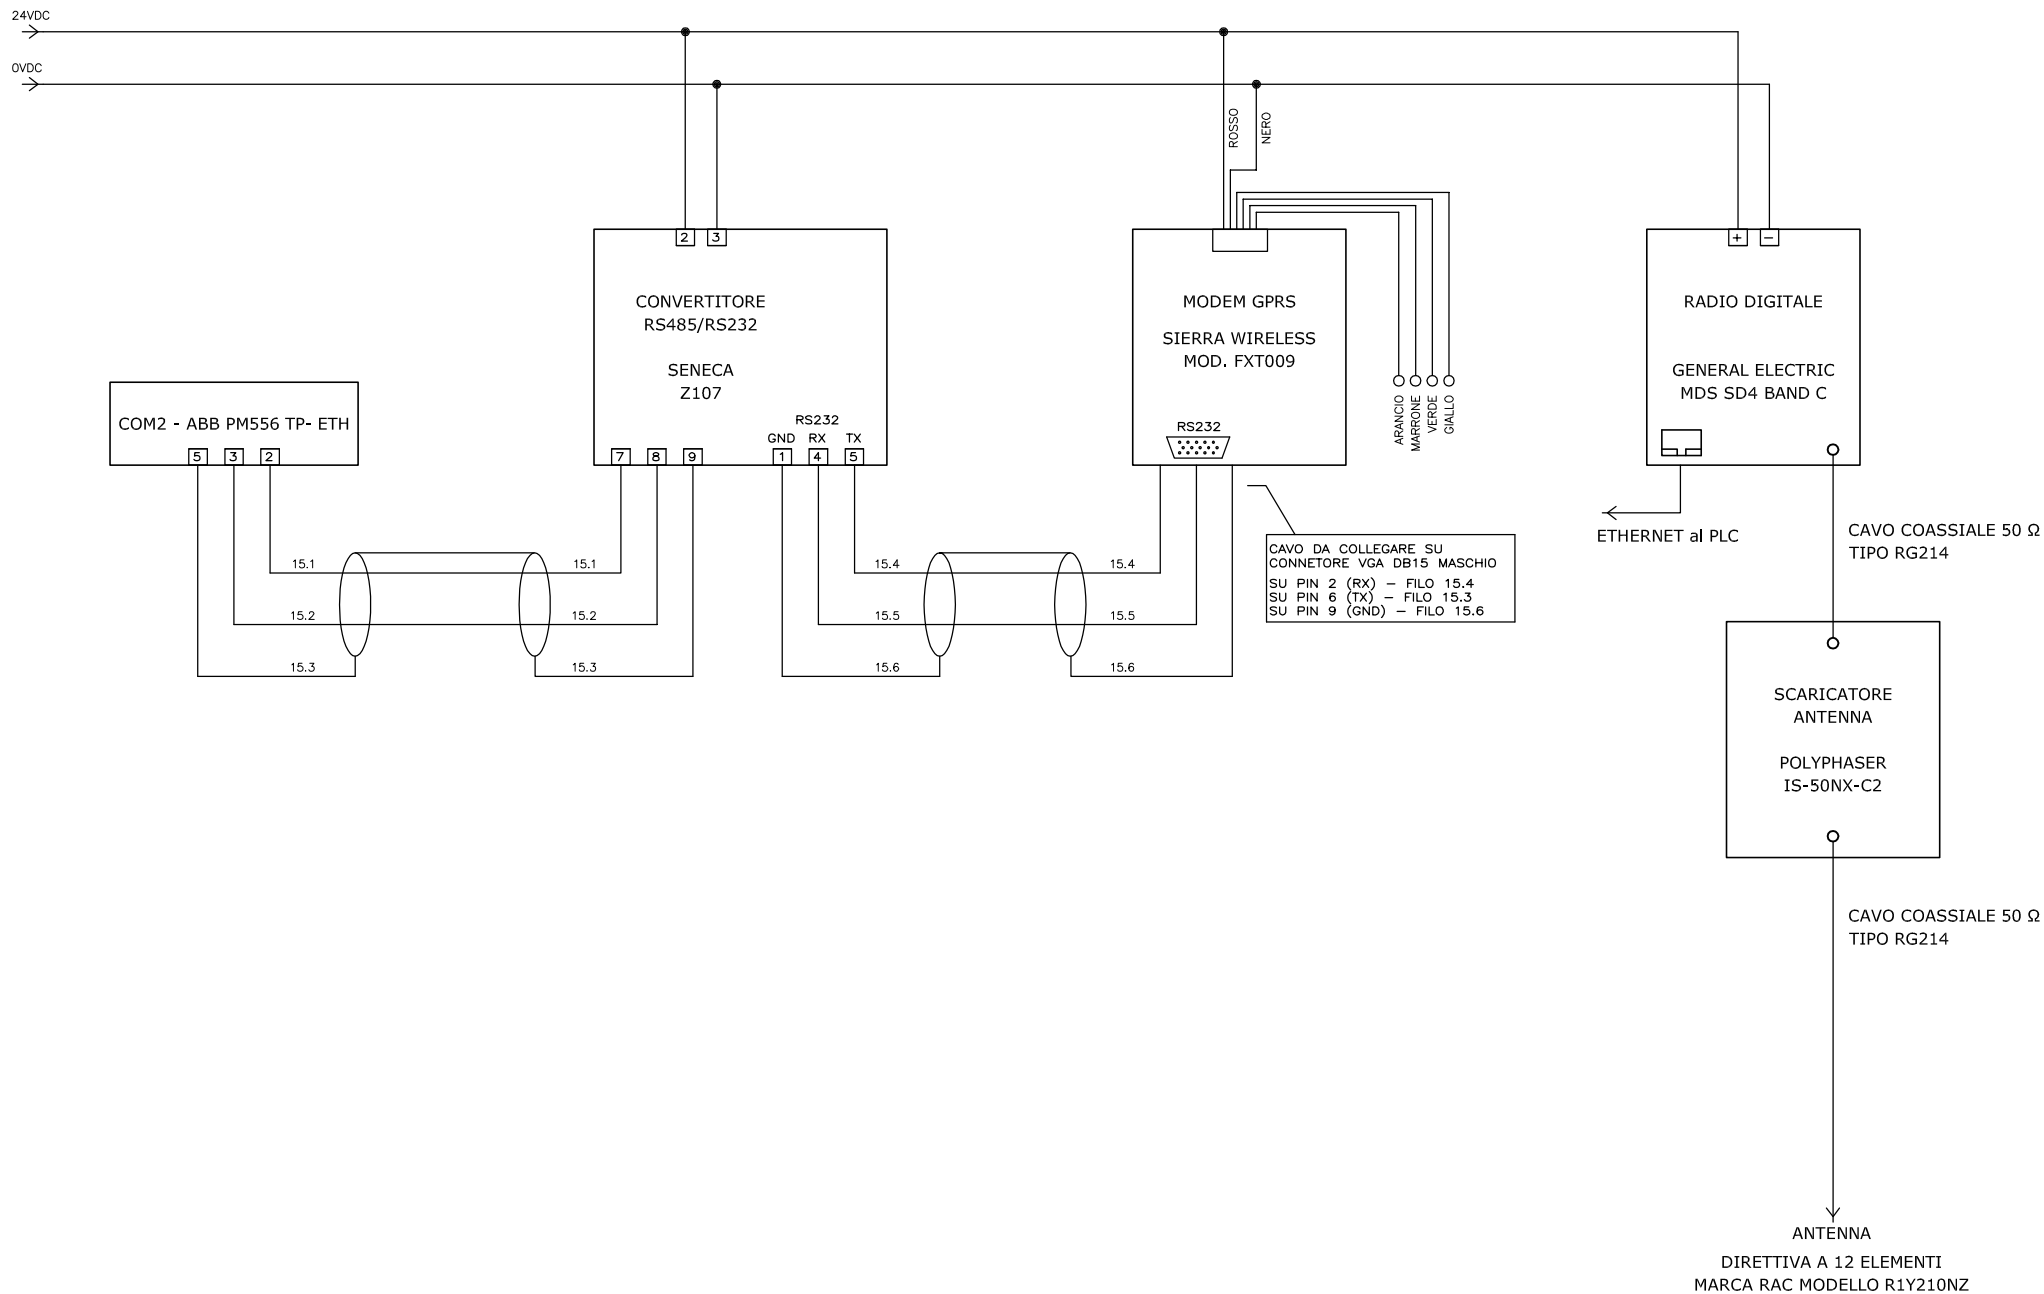 24VDC
0VDC
ROSSO
NERO
2
3
CONVERTITORE
RS485/RS232
SENECA
Z107
RS232
GND RX TX
7 8 9 1 4 5
MODEM GPRS
SIERRA WIRELESS
MOD. FXT009
RS232
ARANCIO
MARRONE
VERDE
GIALLO
+ −
RADIO DIGITALE
GENERAL ELECTRIC
MDS SD4 BAND C
COM2 - ABB PM556 TP- ETH
5 3 2
15.1 15.1
15.2 15.2
15.3 15.3
15.4 15.4
15.5 15.5
15.6 15.6
CAVO DA COLLEGARE SU
CONNETORE VGA DB15 MASCHIO
SU PIN 2 (RX) − FILO 15.4
SU PIN 6 (TX) − FILO 15.3
SU PIN 9 (GND) − FILO 15.6
ETHERNET al PLC
CAVO COASSIALE 50 Ω
TIPO RG214
SCARICATORE
ANTENNA
POLYPHASER
IS-50NX-C2
CAVO COASSIALE 50 Ω
TIPO RG214
ANTENNA
DIRETTIVA A 12 ELEMENTI
MARCA RAC MODELLO R1Y210NZ